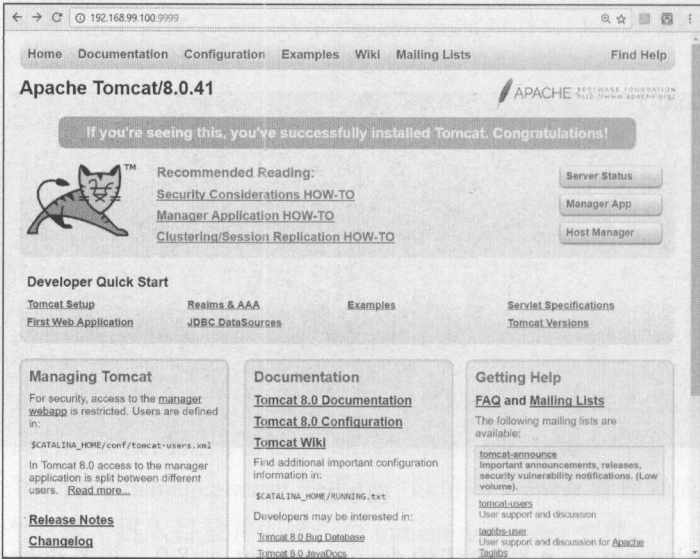 192.168.99.100:9999
Home Documentation Configuration Examples Wiki Mailing Lists Find Help
Apache Tomcat/8.0.41
APACHE SOFTWARE FOUNDATION
http://www.apache.org/
If you're seeing this, you've successfully installed Tomcat. Congratulations!
TM
Recommended Reading:
Security Considerations HOW-TO
Manager Application HOW-TO
Clustering/Session Replication HOW-TO
Server Status
Manager App
Host Manager
Developer Quick Start
Tomcat Setup
First Web Application
Realms & AAA
JDBC DataSources
Examples
Servlet Specifications
Tomcat Versions
Managing Tomcat
For security, access to the manager
webapp is restricted. Users are defined
in:
$CATALINA_HOME/conf/tomcat-users.xml
In Tomcat 8.0 access to the manager
application is split between different
users. Read more...
Release Notes
Changelog
Documentation
Tomcat 8.0 Documentation
Tomcat 8.0 Configuration
Tomcat Wiki
Find additional important configuration
information in:
$CATALINA_HOME/RUNNING.txt
Developers may be interested in:
Tomcat 8.0 Bug Database
Tomcat 8.0 JavaDocs
Getting Help
FAQ and Mailing Lists
The following mailing lists are
available:
tomcat-announce
Important announcements, releases,
security vulnerability notifications. (Low
volume).
tomcat-users
User support and discussion
taglibs-user
User support and discussion for Apache
Taglibs